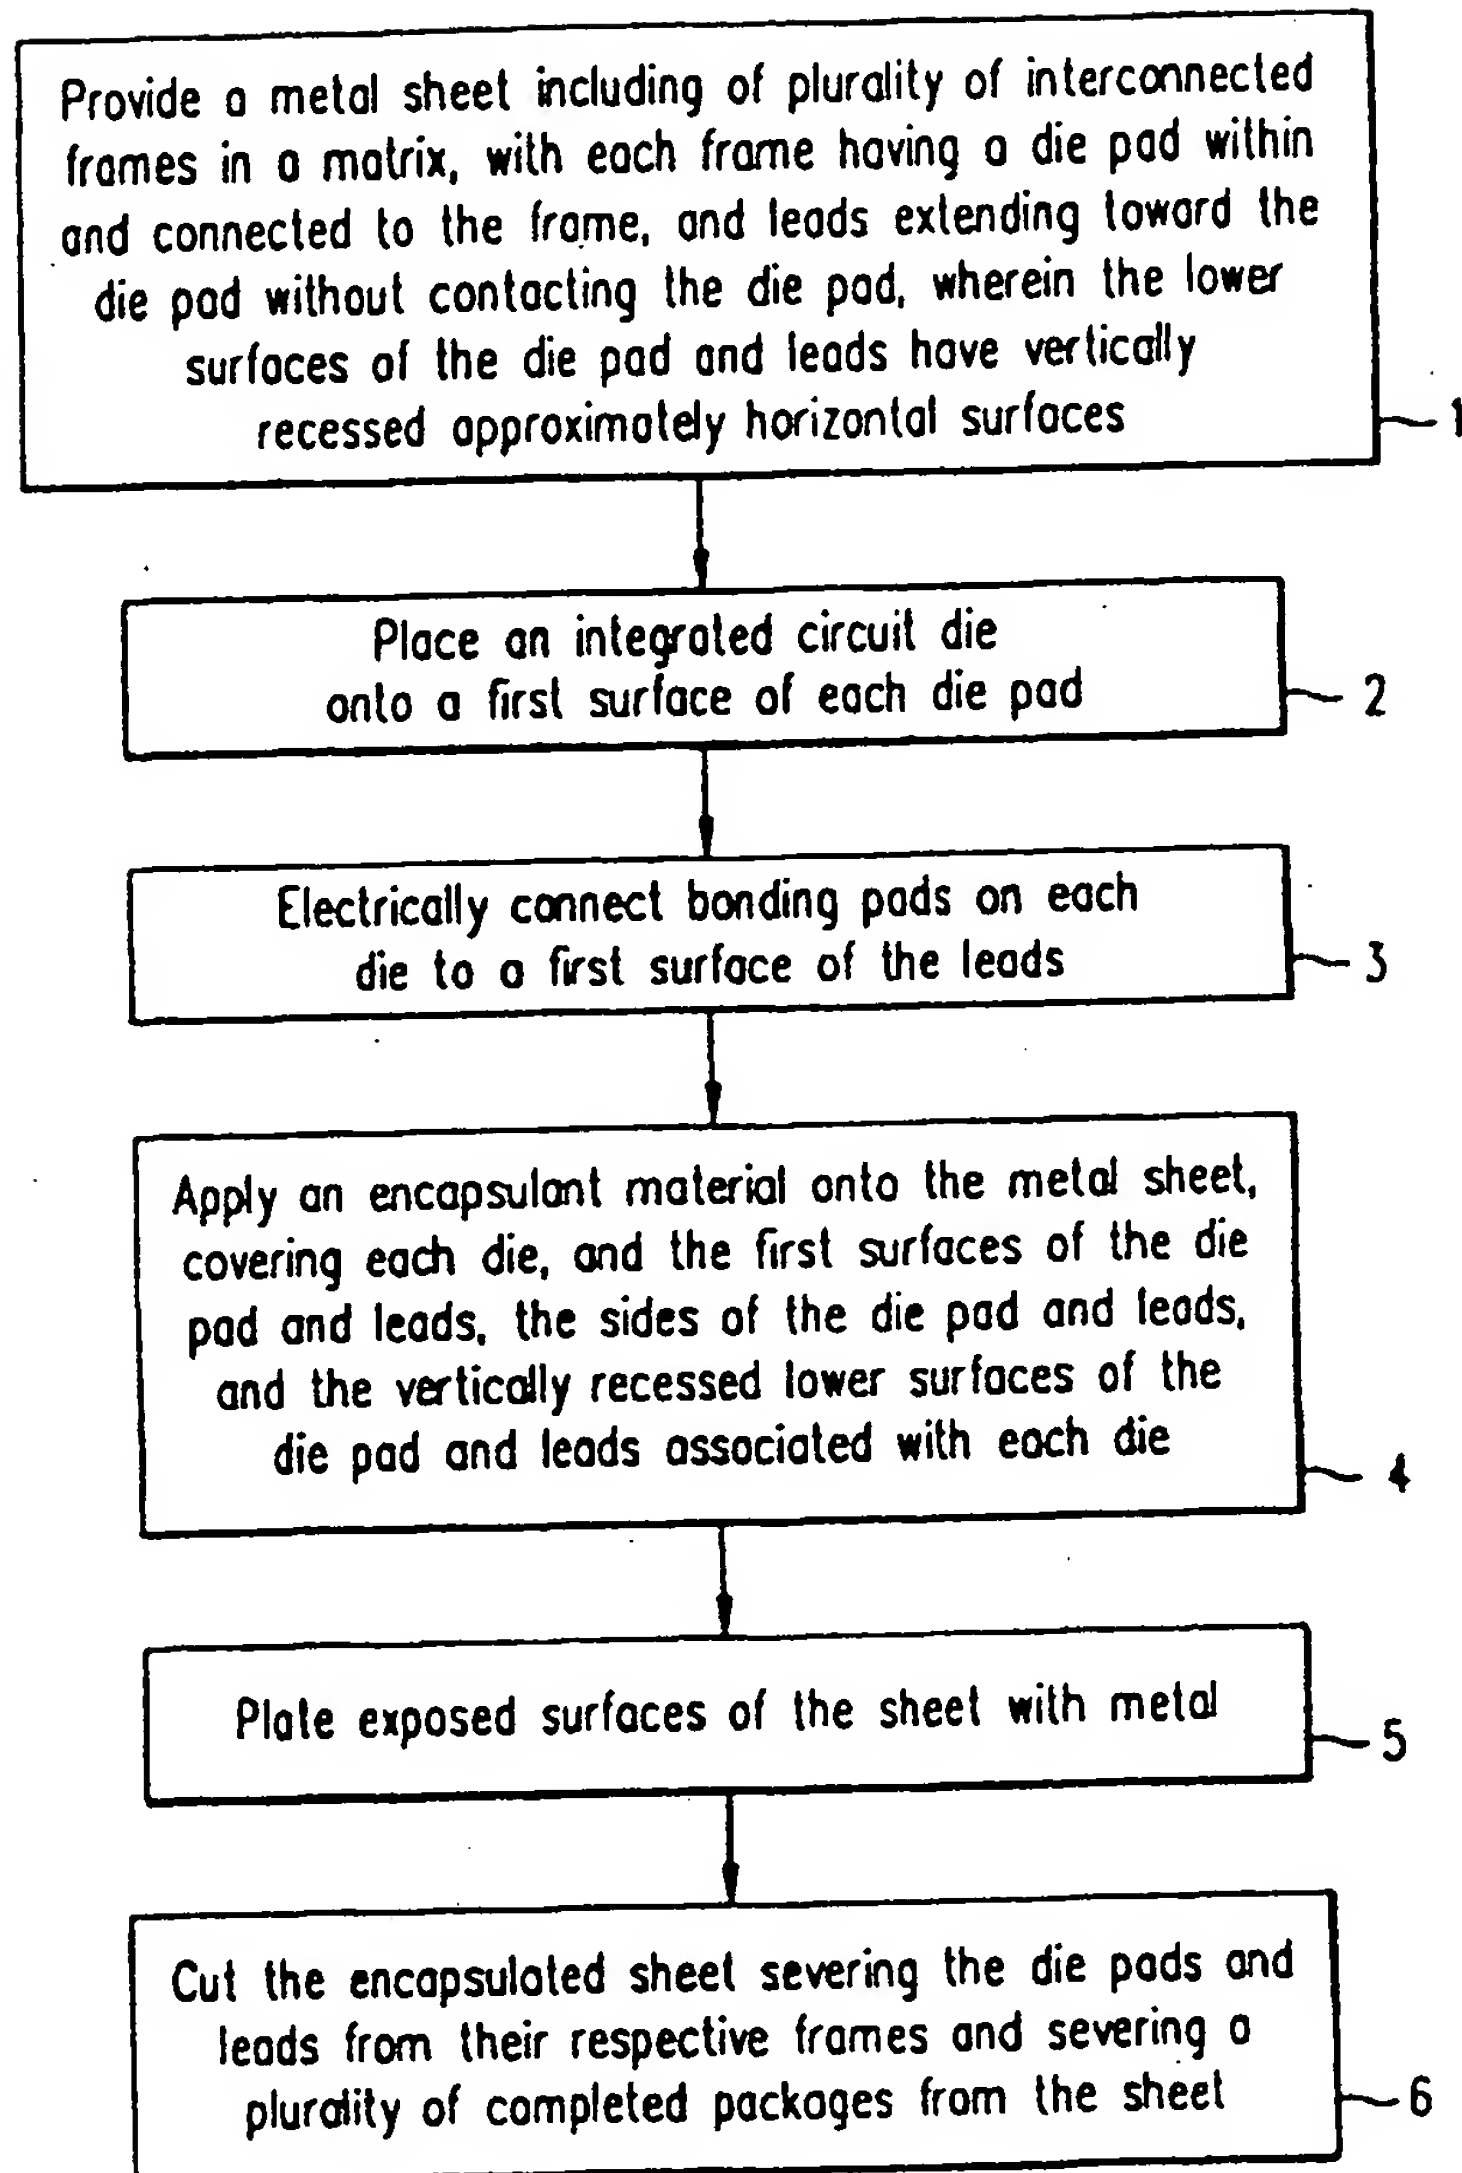 Provide a metal sheet including of plurality of interconnected
frames in a matrix, with each frame having a die pad within
and connected to the frame, and leads extending toward the
die pad without contacting the die pad, wherein the lower
surfaces of the die pad and leads have vertically
recessed approximately horizontal surfaces
1
Place an integrated circuit die
onto a first surface of each die pad
2
Electrically connect bonding pads on each
die to a first surface of the leads
3
Apply an encapsulant material onto the metal sheet,
covering each die, and the first surfaces of the die
pad and leads, the sides of the die pad and leads,
and the vertically recessed lower surfaces of the
die pad and leads associated with each die
4
Plate exposed surfaces of the sheet with metal
5
Cut the encapsulated sheet severing the die pads and
leads from their respective frames and severing a
plurality of completed packages from the sheet
6